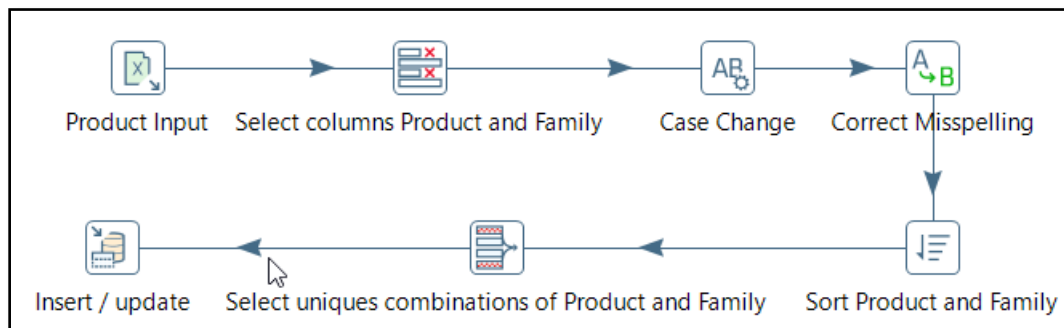 Product Input
Select columns Product and Family
Case Change
Correct Misspelling
Insert / update
Select uniques combinations of Product and Family
Sort Product and Family